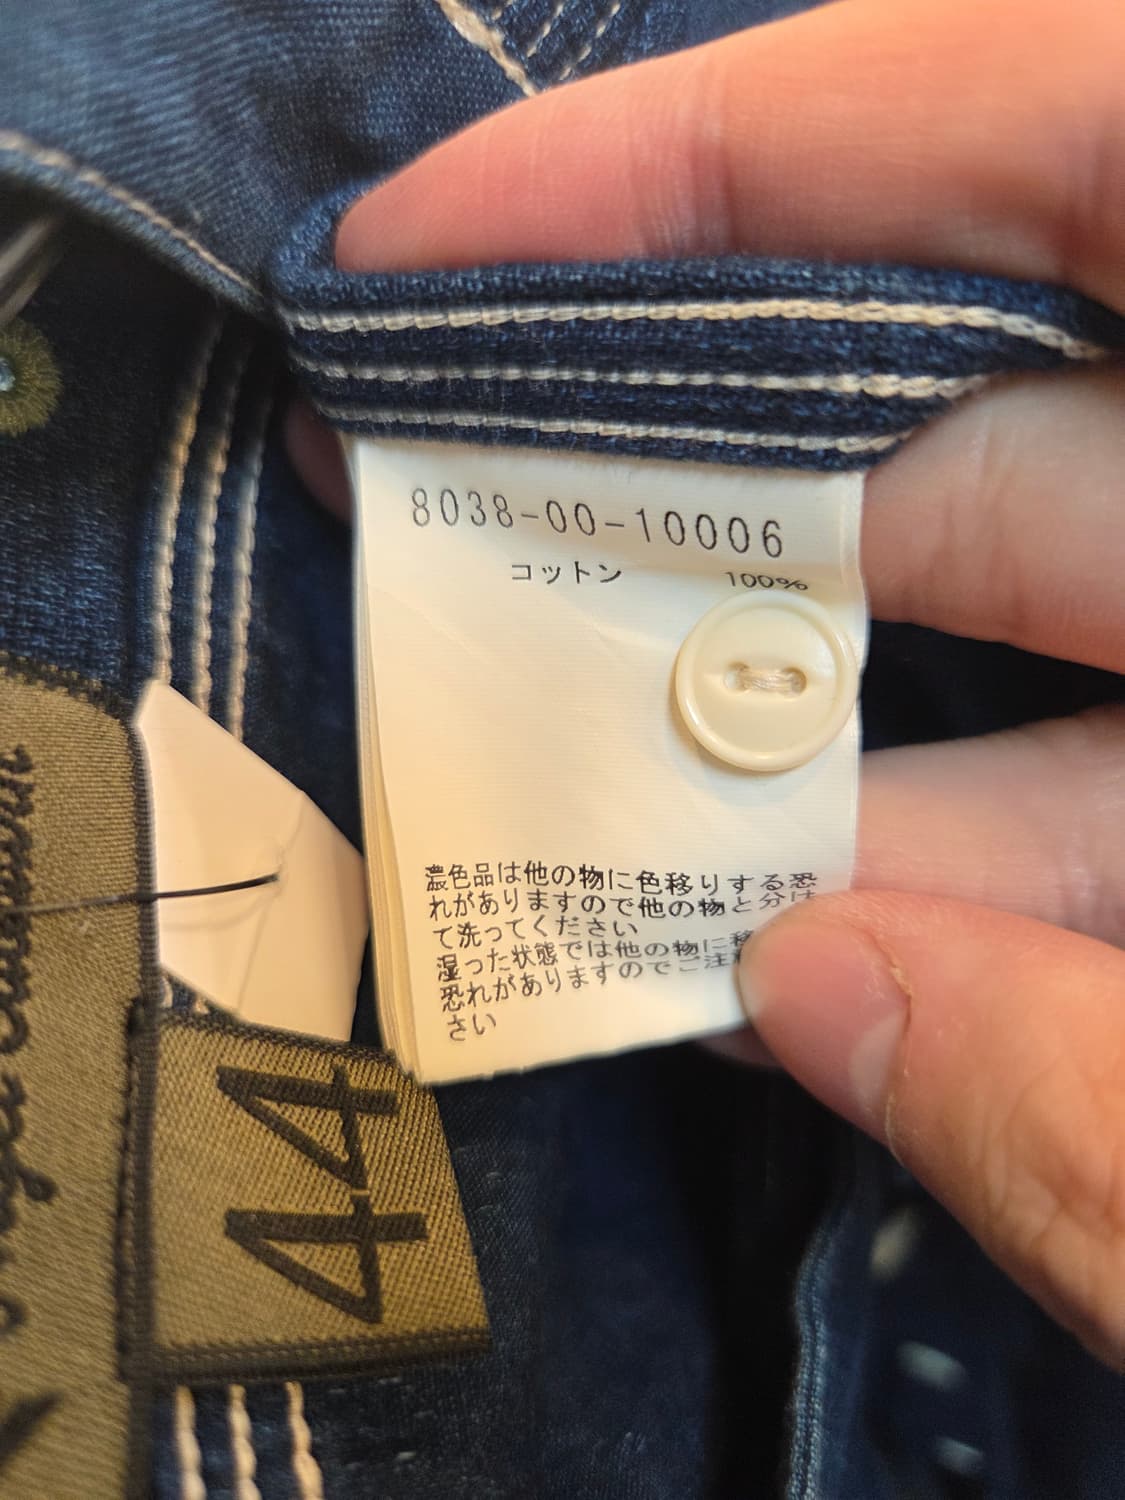 8038-00-10006
コットン 100%
濃色品は他の物に色移りする恐
れがありますので他の物と分け
て洗ってください
湿った状態では他の物に移
恐れがありますのでご注
さい
44